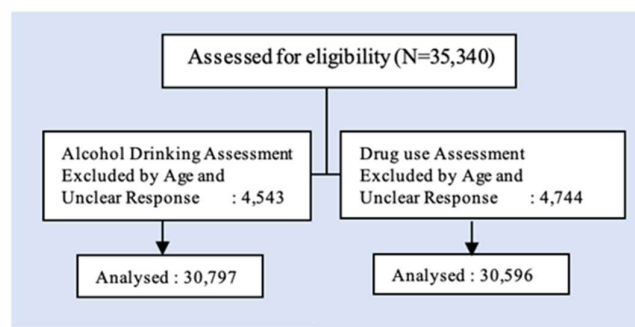 Assessed for eligibility (N=35,340)
Alcohol Drinking Assessment
Excluded by Age and
Unclear Response : 4,543
Drug use Assessment
Excluded by Age and
Unclear Response : 4,744
Analysed : 30,797
Analysed : 30,596